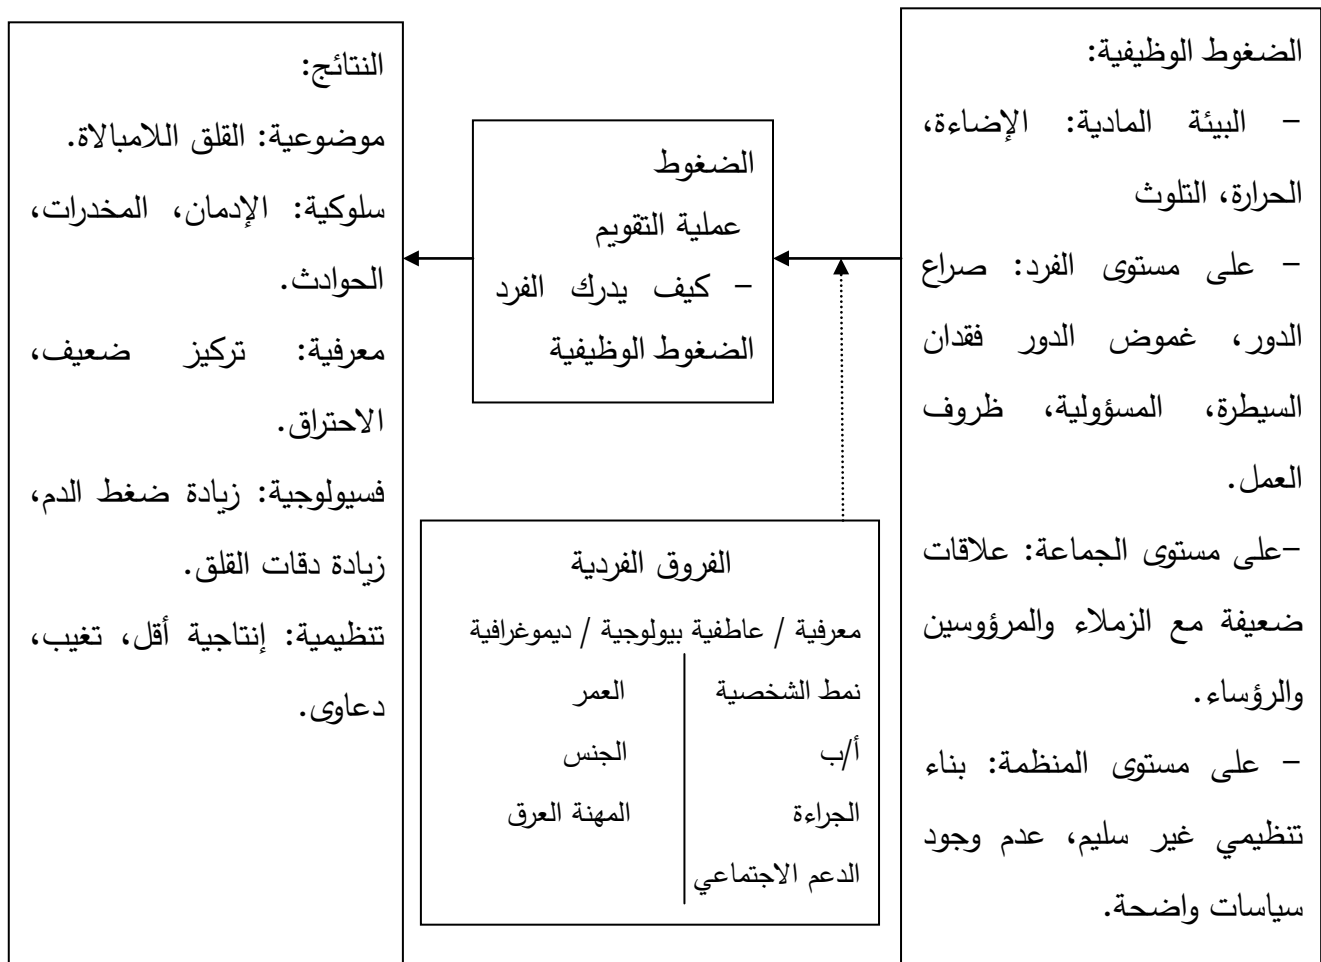 الضغوط الوظيفية:
- البيئة المادية: الإضاءة،
الحرارة، التلوث
- على مستوى الفرد: صراع
الدور، غموض الدور فقدان
السيطرة، المسؤولية، ظروف
العمل.
-على مستوى الجماعة: علاقات
ضعيفة مع الزملاء والمرؤوسين
والرؤساء.
- على مستوى المنظمة: بناء
تنظيمي غير سليم، عدم وجود
سياسات واضحة.
الضغوط
عملية التقويم
- كيف يدرك الفرد
الضغوط الوظيفية
الفروق الفردية
معرفية / عاطفية بيولوجية / ديموغرافية
نمط الشخصية
أ/ب
الجراءة
الدعم الاجتماعي
العمر
الجنس
المهنة العرق
النتائج:
موضوعية: القلق اللامبالاة.
سلوكية: الإدمان، المخدرات،
الحوادث.
معرفية: تركيز ضعيف،
الاحتراق.
فسيولوجية: زيادة ضغط الدم،
زيادة دقات القلق.
تنظيمية: إنتاجية أقل، تغيب،
دعاوى.